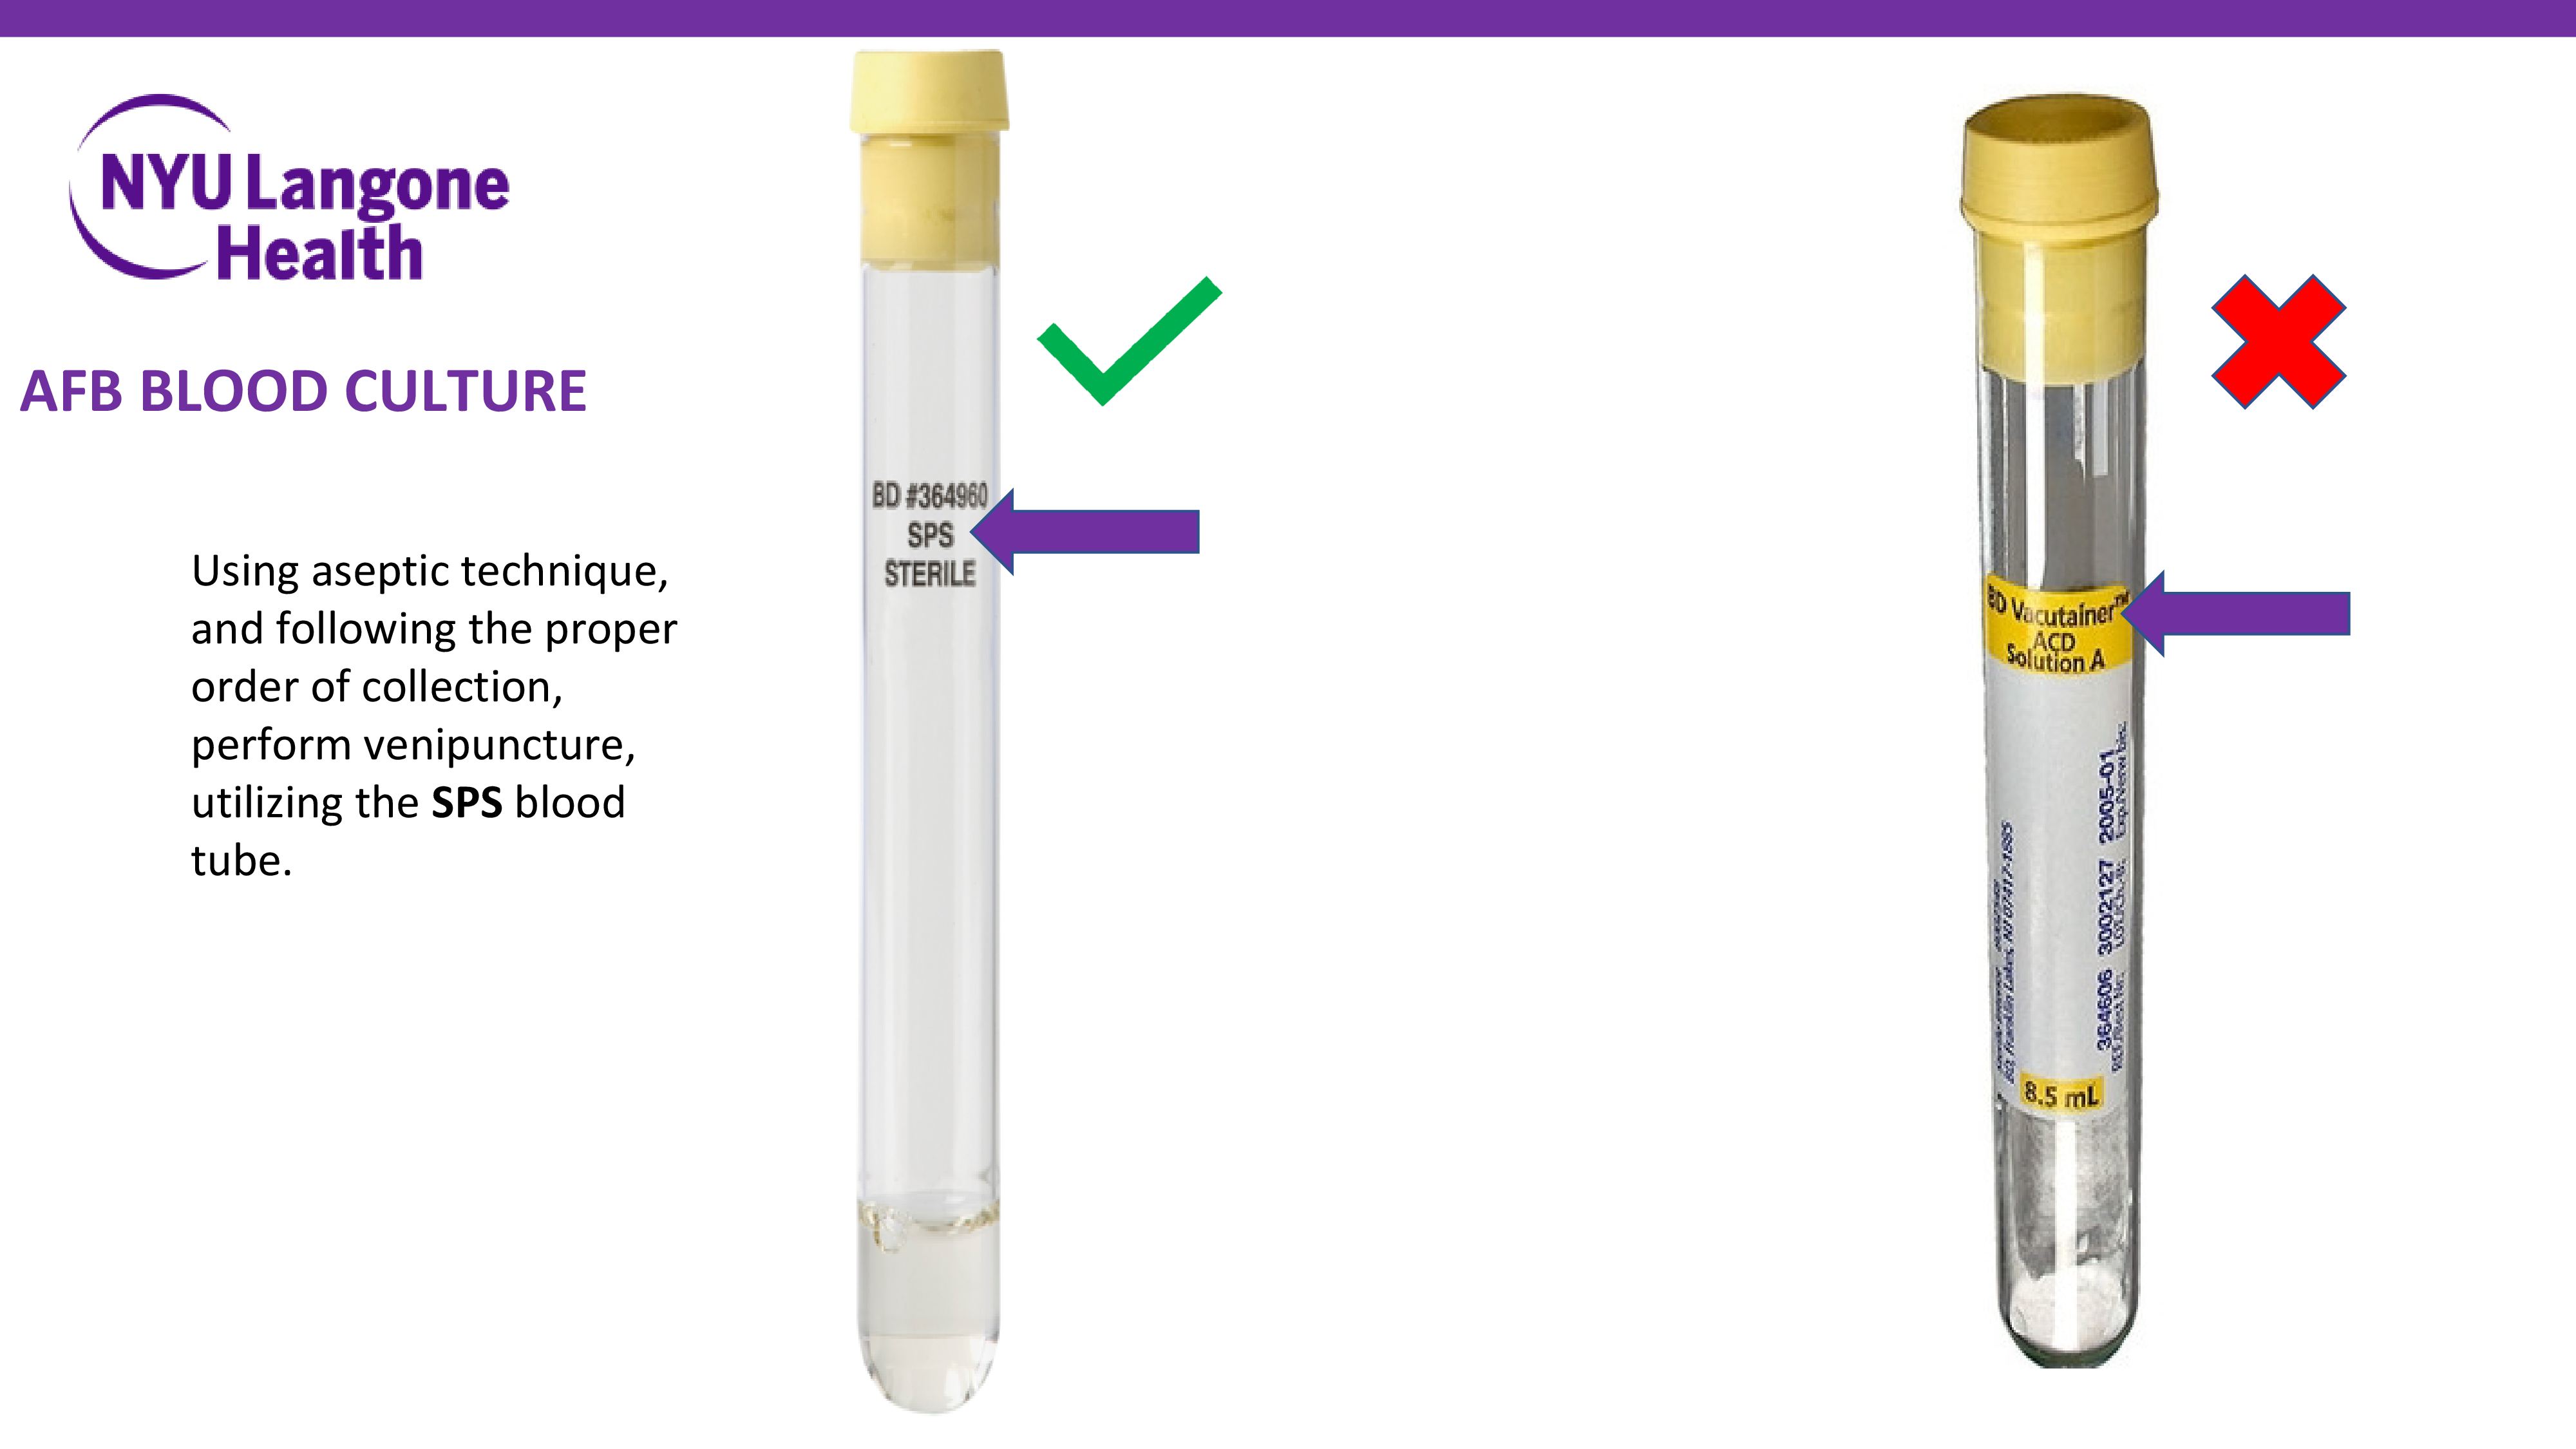 NYU Langone
Health
AFB BLOOD CULTURE
Using aseptic technique,
and following the proper
order of collection,
perform venipuncture,
utilizing the SPS blood
tube.
BD #364960
SPS
STERILE
BD Vacutainer™
ACD
Solution A
364606 3002127 2005-01
8.5 mL